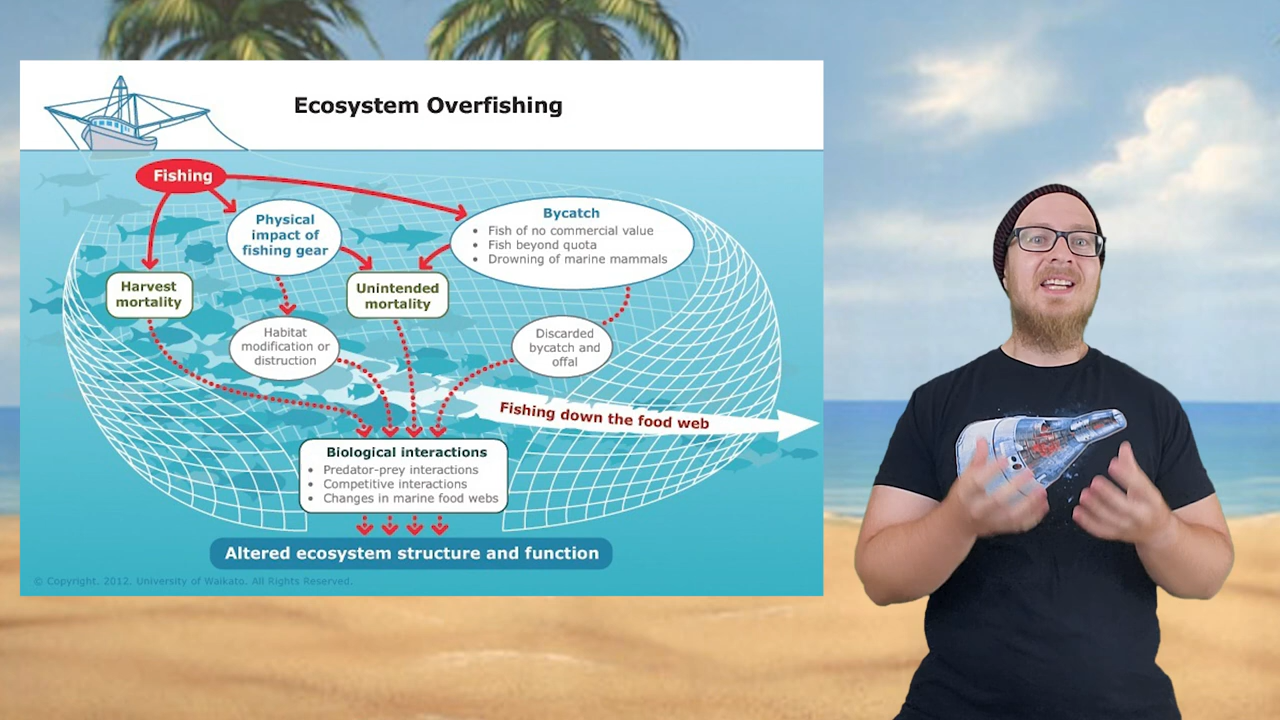 Ecosystem Overfishing
Fishing
Physical
impact of
fishing gear
Bycatch
• Fish of no commercial value
• Fish beyond quota
• Drowning of marine mammals
Harvest
mortality
Unintended
mortality
Habitat
modification or
distruction
Discarded
bycatch and
offal
Fishing down the food web
Biological interactions
• Predator-prey interactions
• Competitive interactions
• Changes in marine food webs
Altered ecosystem structure and function
© Copyright. 2012. University of Waikato. All Rights Reserved.